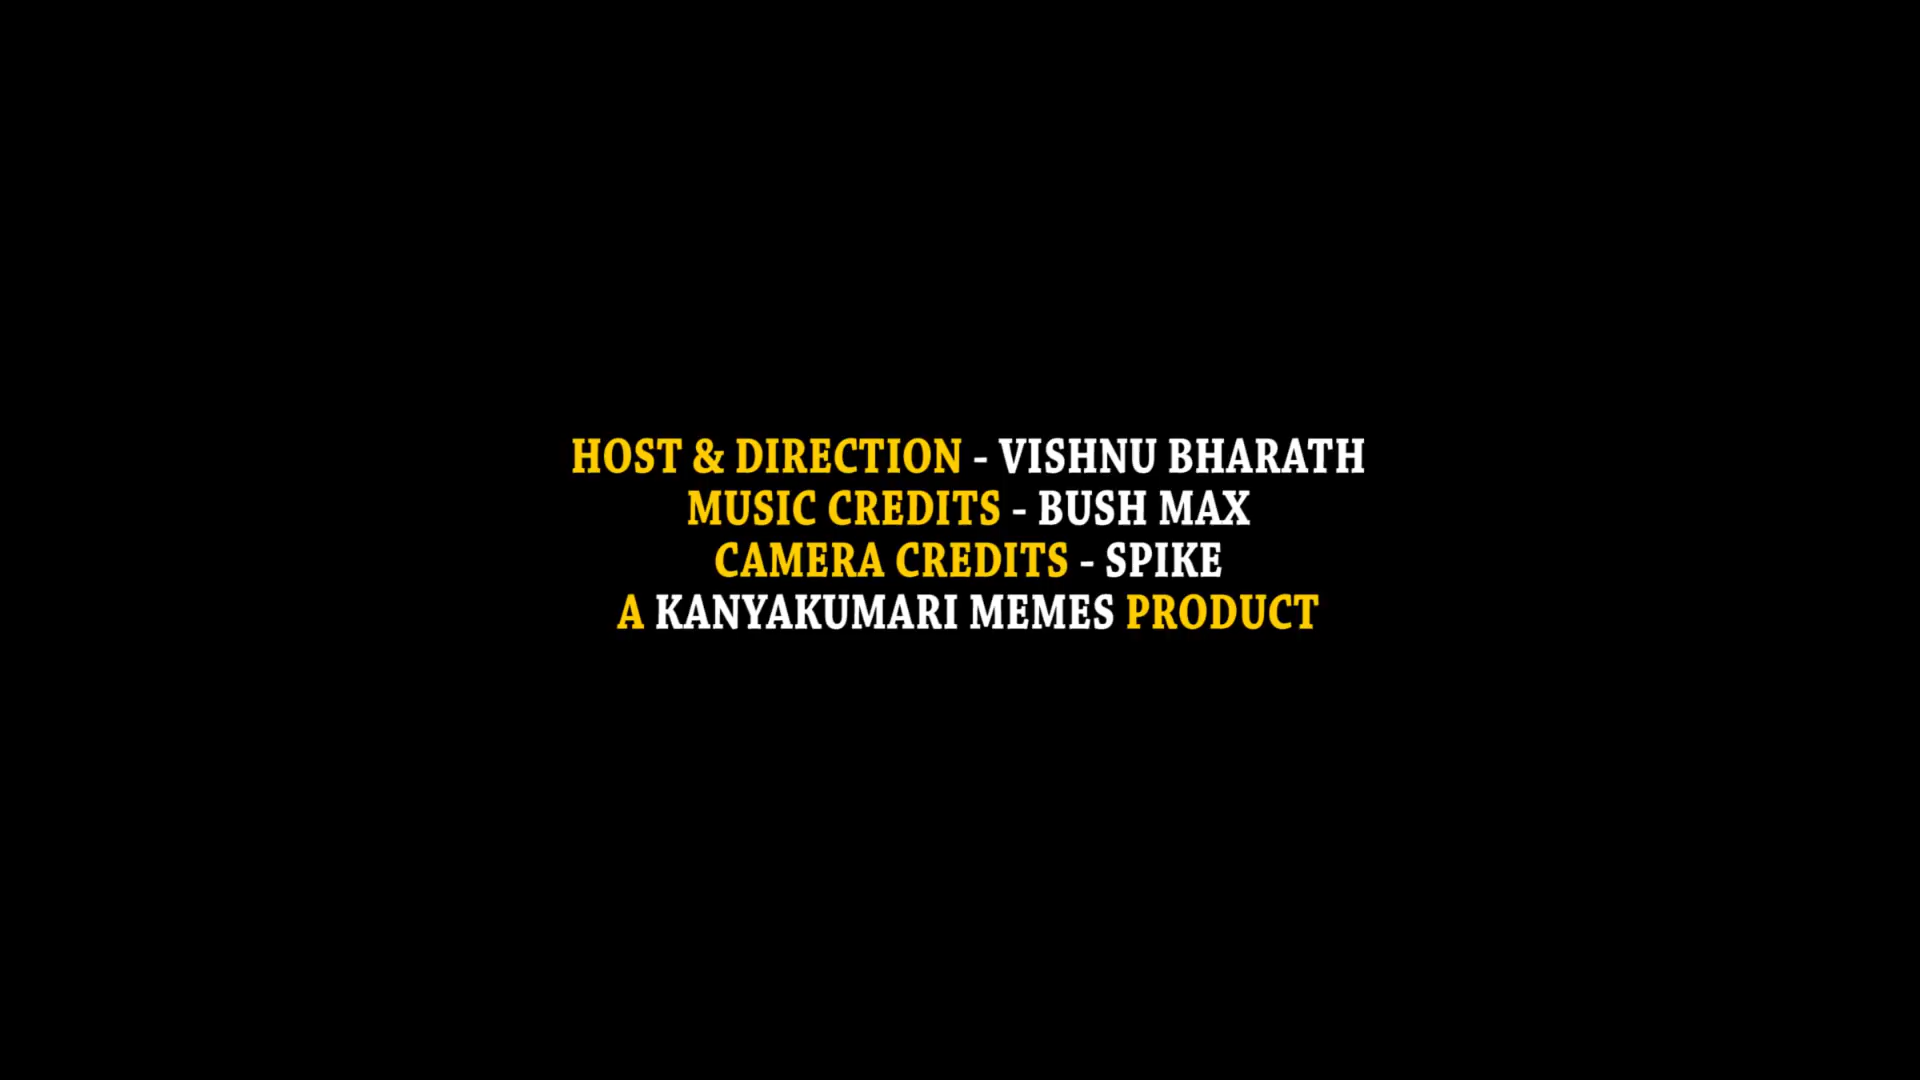 HOST & DIRECTION - VISHNU BHARATH
MUSIC CREDITS - BUSH MAX
CAMERA CREDITS - SPIKE
A KANYAKUMARI MEMES PRODUCT